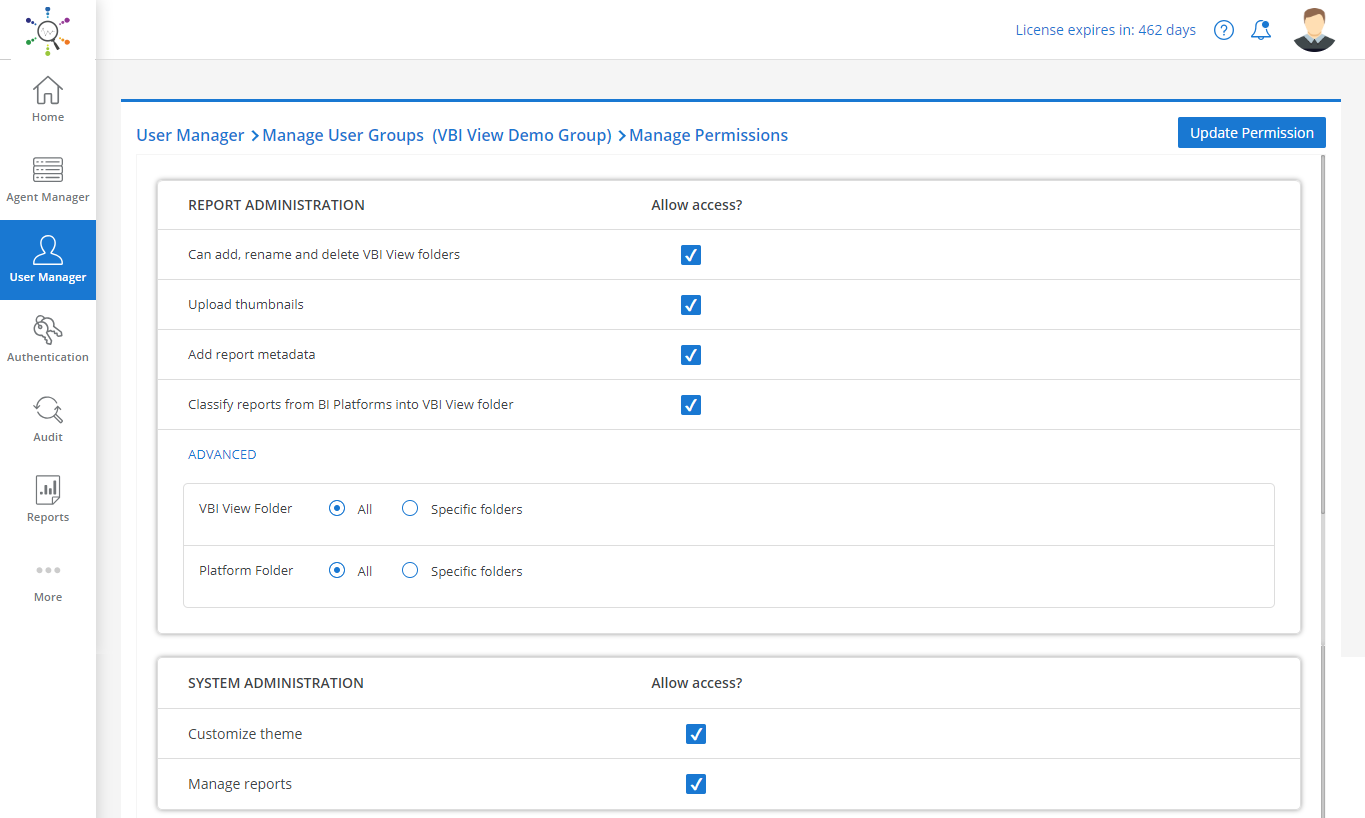 License expires in: 462 days
Home
Agent Manager
User Manager
Authentication
Audit
Reports
More
User Manager > Manage User Groups (VBI View Demo Group) > Manage Permissions
Update Permission
REPORT ADMINISTRATION Allow access?
Can add, rename and delete VBI View folders
Upload thumbnails
Add report metadata
Classify reports from BI Platforms into VBI View folder
ADVANCED
VBI View Folder All Specific folders
Platform Folder All Specific folders
SYSTEM ADMINISTRATION Allow access?
Customize theme
Manage reports